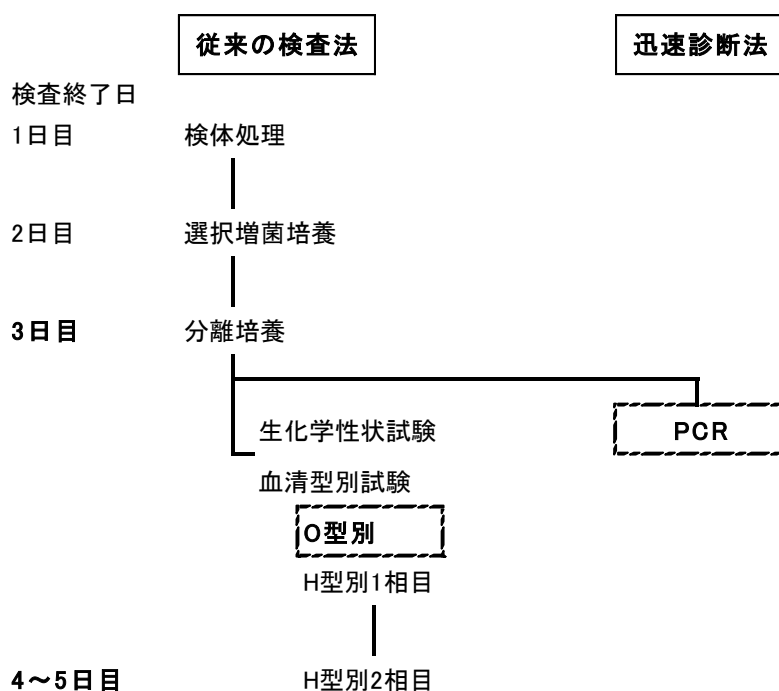 従来の検査法 迅速診断法
検査終了日
1日目 検体処理
2日目 選択増菌培養
3日目 分離培養
生化学性状試験 PCR
血清型別試験
O型別
H型別1相目
4～5日目 H型別2相目